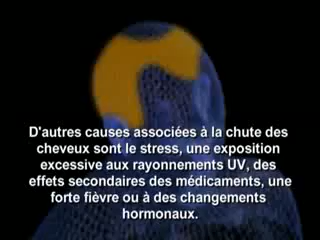 D'autres causes associées à la chute des
cheveux sont le stress, une exposition
excessive aux rayonnements UV, des
effets secondaires des médicaments, une
forte fièvre ou à des changements
hormonaux.